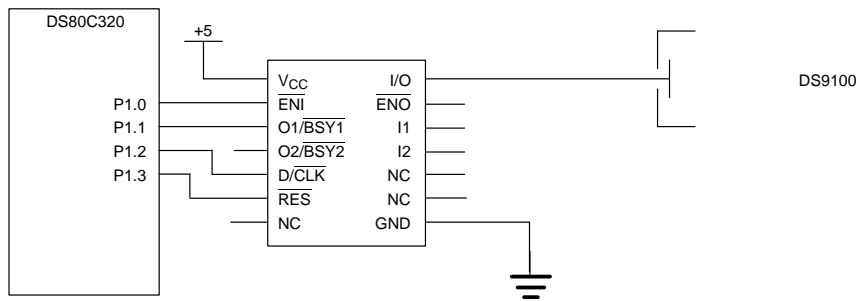 DS80C320
+5
VCC
I/O
P1.0
ENI
ENO
DS9100
P1.1
O1/BSY1
I1
P1.2
O2/BSY2
I2
P1.3
D/CLK
NC
RES
NC
NC
GND